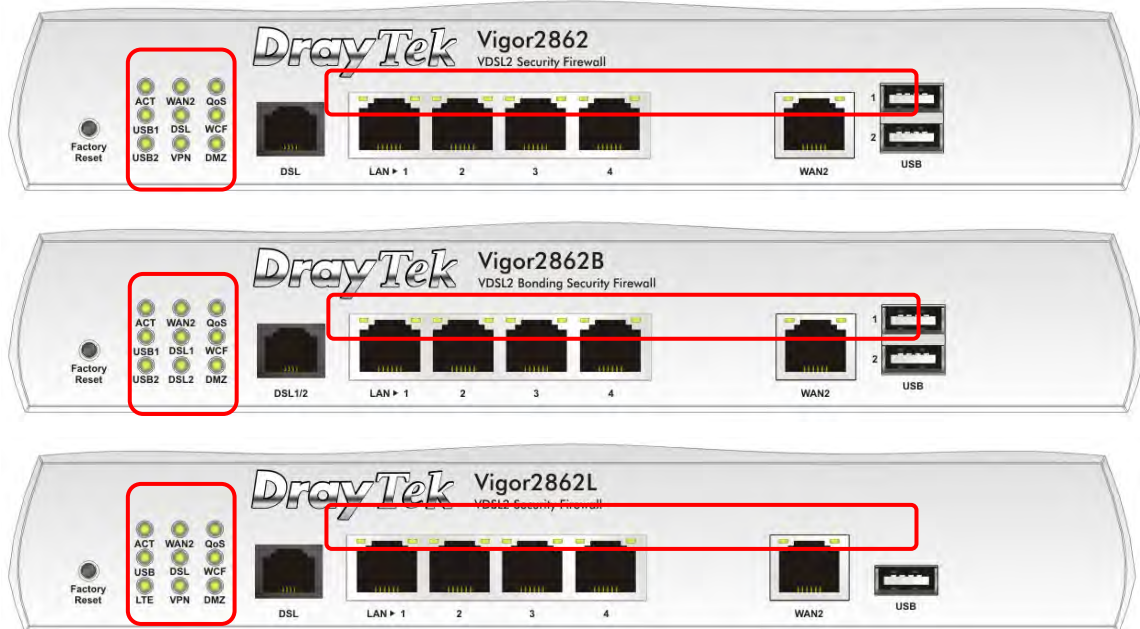 DrayTek Vigor2862
VDSL2 Security Firewall
ACT WAN2 QoS
USB1 DSL WCF
USB2 VPN DMZ
Factory
Reset
DSL
LAN ▶ 1 2 3 4
WAN2
1
2
USB
DrayTek Vigor2862B
VDSL2 Bonding Security Firewall
ACT WAN2 QoS
USB1 DSL1 WCF
USB2 DSL2 DMZ
Factory
Reset
DSL1/2
LAN ▶ 1 2 3 4
WAN2
1
2
USB
DrayTek Vigor2862L
VDSL2 Security Firewall
ACT WAN2 QoS
USB DSL WCF
LTE VPN DMZ
Factory
Reset
DSL
LAN ▶ 1 2 3 4
WAN2
USB